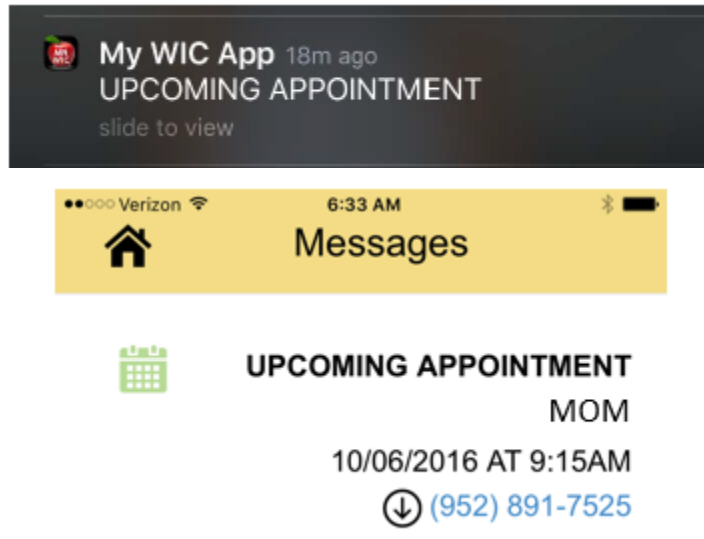 My WIC App 18m ago
UPCOMING APPOINTMENT
slide to view
Verizon 6:33 AM
Messages
UPCOMING APPOINTMENT
MOM
10/06/2016 AT 9:15AM
(952) 891-7525